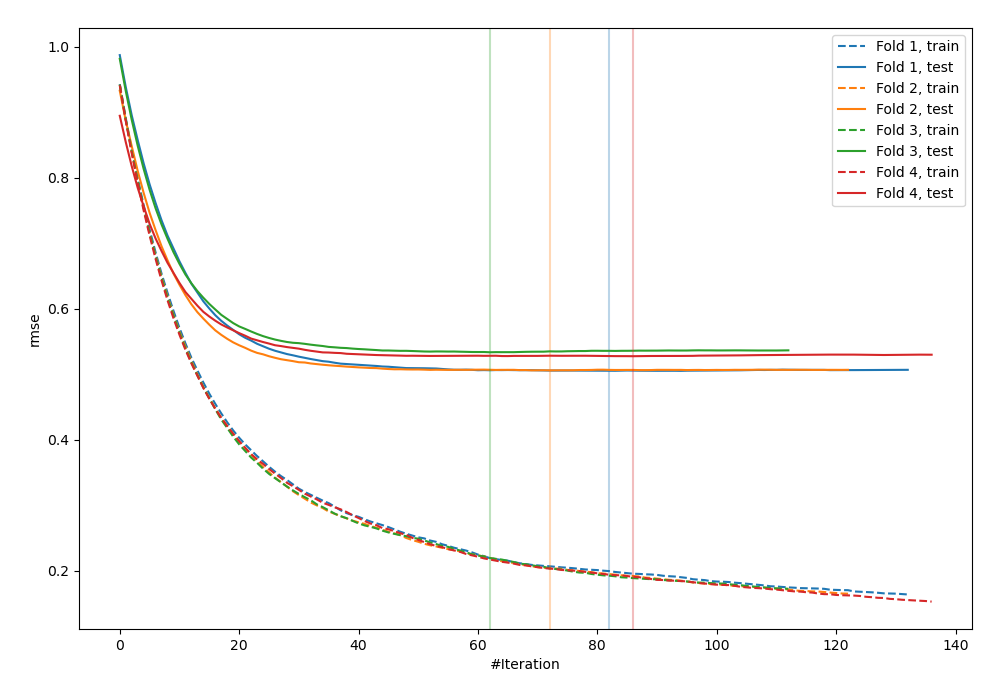 1.0
0.8
0.6
0.4
0.2
rmse
0
20
40
60
80
100
120
140
#Iteration
Fold 1, train
Fold 1, test
Fold 2, train
Fold 2, test
Fold 3, train
Fold 3, test
Fold 4, train
Fold 4, test